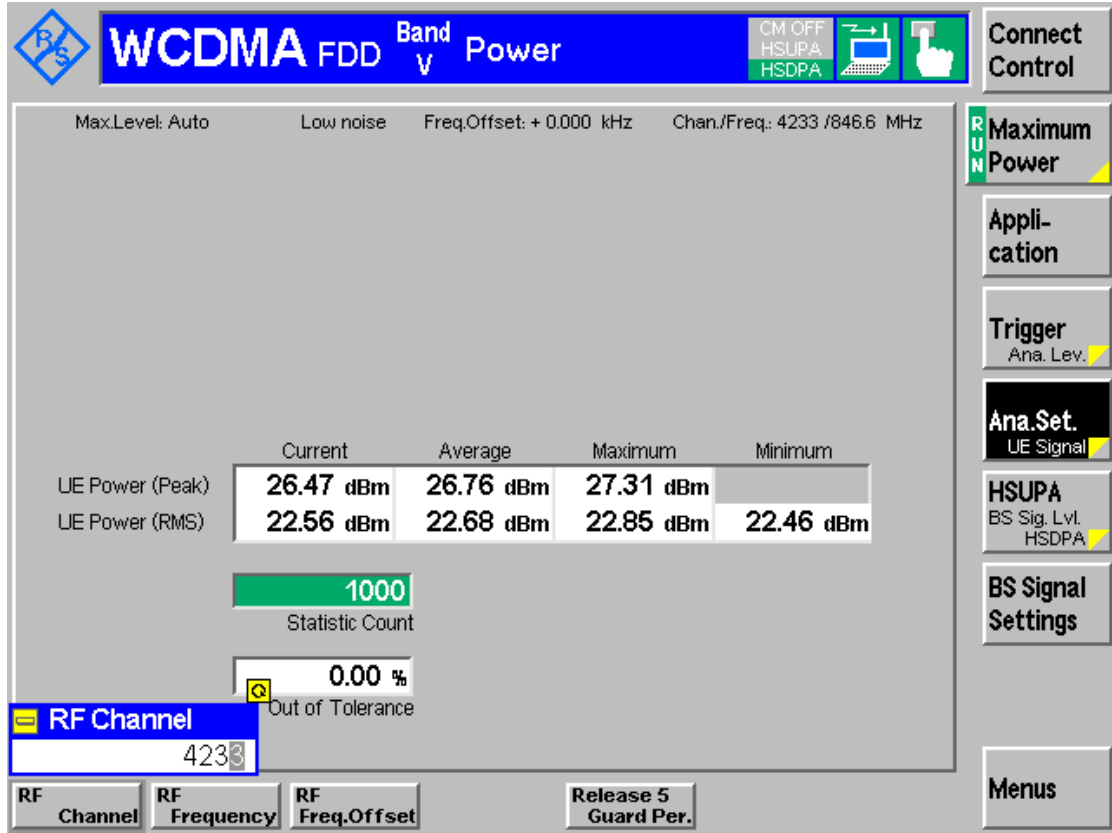 R/S
WCDMA FDD Band V Power
CM OFF
HSUPA
HSDPA
Connect
Control
Max.Level: Auto Low noise Freq.Offset: + 0.000 kHz Chan./Freq.: 4233 /846.6 MHz
RUN
Maximum
Power
Appli-
cation
Trigger
Ana. Lev.
Ana.Set.
UE Signal
Current Average Maximum Minimum
UE Power (Peak) 26.47 dBm 26.76 dBm 27.31 dBm
UE Power (RMS) 22.56 dBm 22.68 dBm 22.85 dBm 22.46 dBm
HSUPA
BS Sig. Lvl.
HSDPA
1000
Statistic Count
BS Signal
Settings
0.00 %
Out of Tolerance
RF Channel
4233
Menus
RF
Channel
RF
Frequency
RF
Freq.Offset
Release 5
Guard Per.